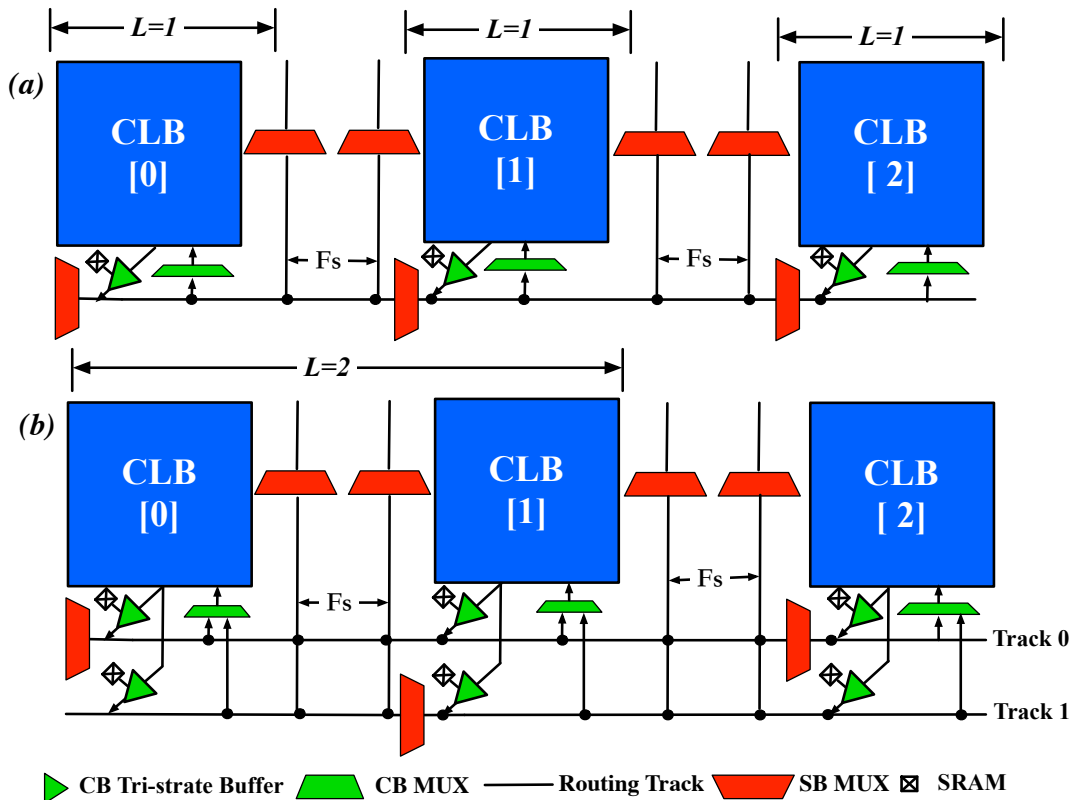 L=1 L=1 L=1
(a)
CLB [0]
CLB [1]
CLB [ 2]
Fs Fs
L=2
(b)
CLB [0]
CLB [1]
CLB [ 2]
Fs Fs
Track 0
Track 1
CB Tri-strate Buffer CB MUX Routing Track SB MUX SRAM